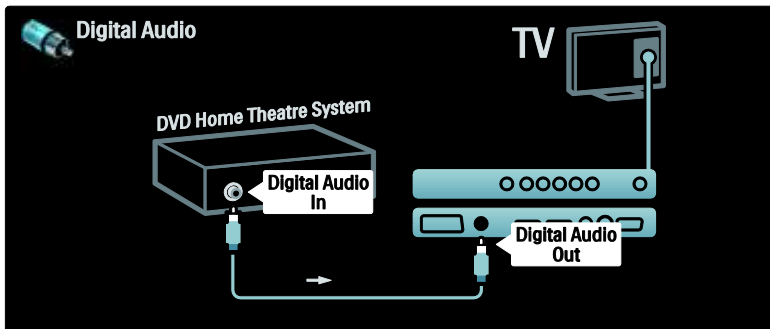 Digital Audio
TV
DVD Home Theatre System
Digital Audio
In
Digital Audio
Out